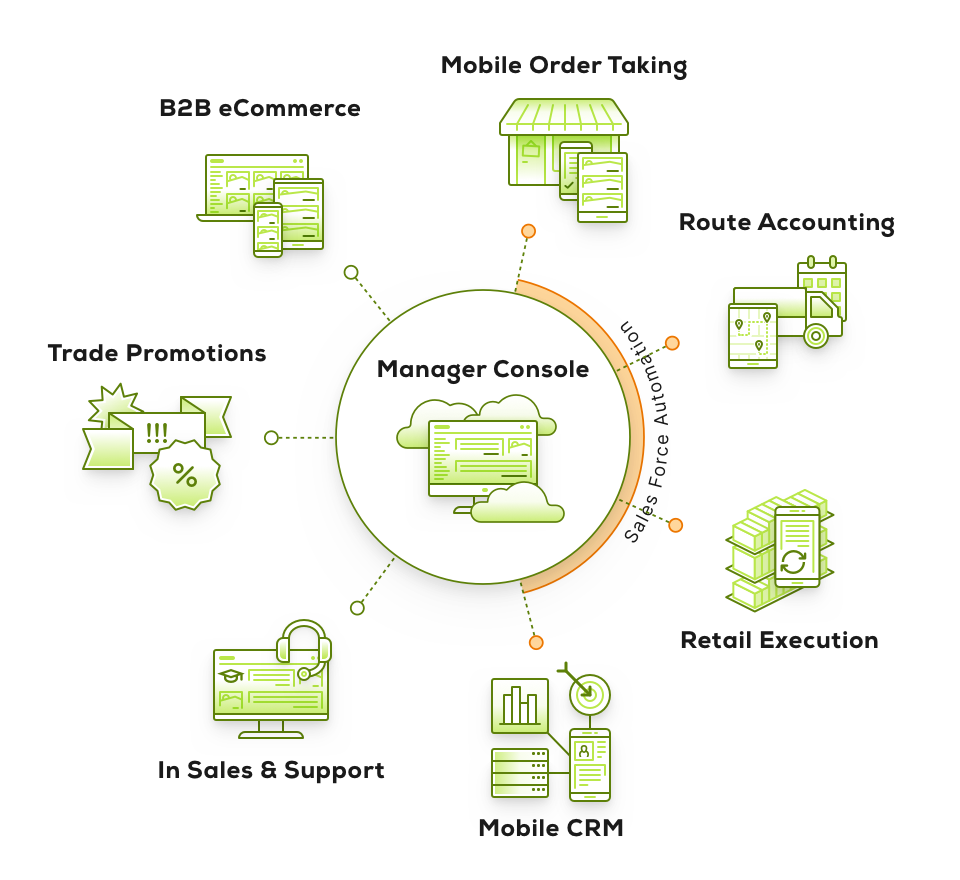 Mobile Order Taking
B2B eCommerce
Route Accounting
Trade Promotions
!!!
%
Manager Console
Sales Force Automation
Retail Execution
In Sales & Support
Mobile CRM